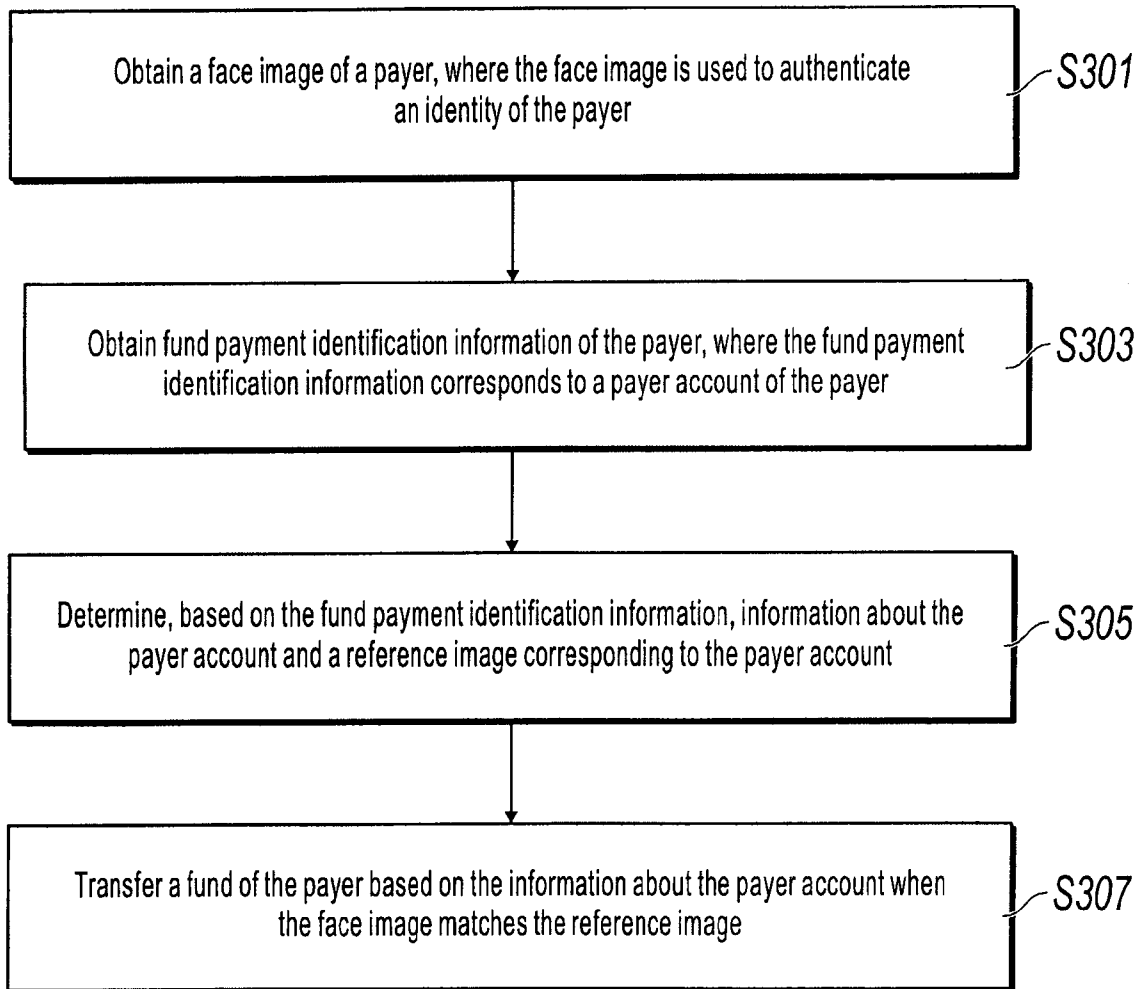 Obtain a face image of a payer, where the face image is used to authenticate
an identity of the payer
S301
Obtain fund payment identification information of the payer, where the fund payment
identification information corresponds to a payer account of the payer
S303
Determine, based on the fund payment identification information, information about the
payer account and a reference image corresponding to the payer account
S305
Transfer a fund of the payer based on the information about the payer account when
the face image matches the reference image
S307